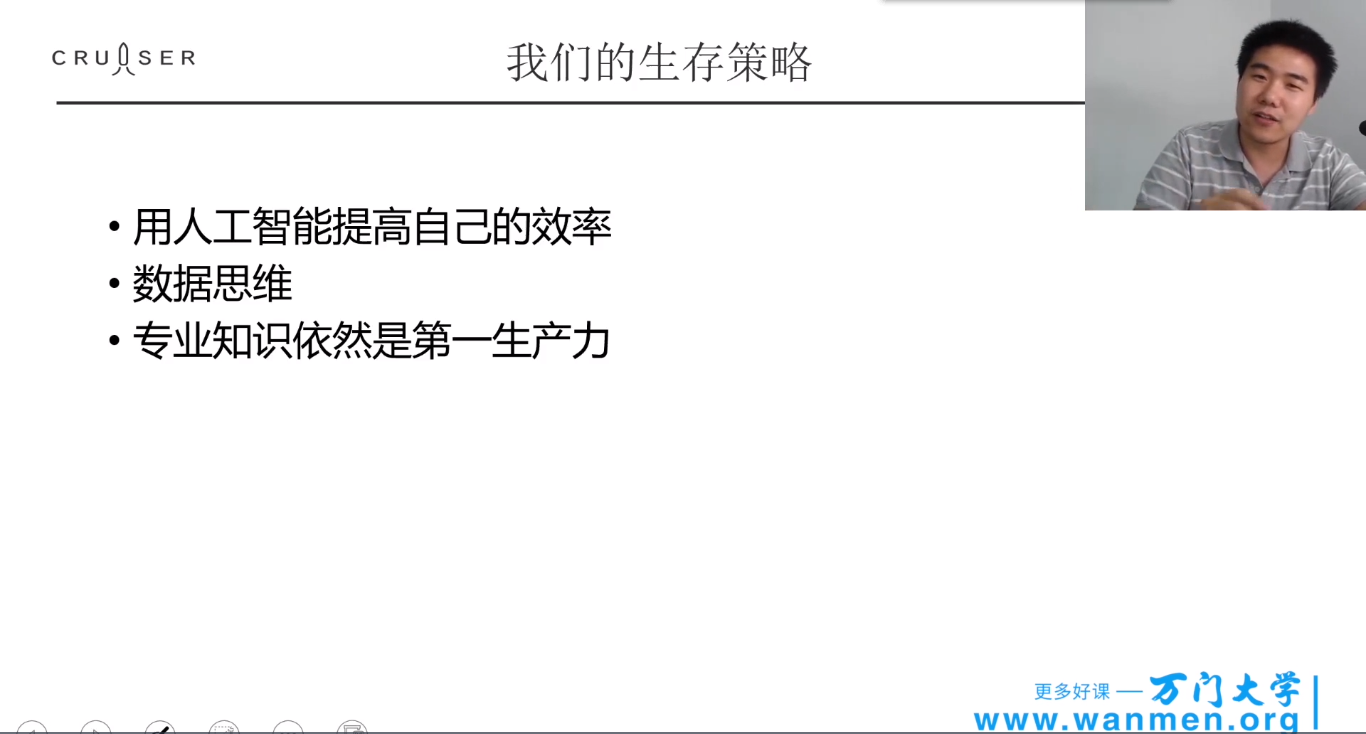 CRUISER
我们的生存策略
• 用人工智能提高自己的效率
• 数据思维
• 专业知识依然是第一生产力
更多好课 — 万门大学
www.wanmen.org